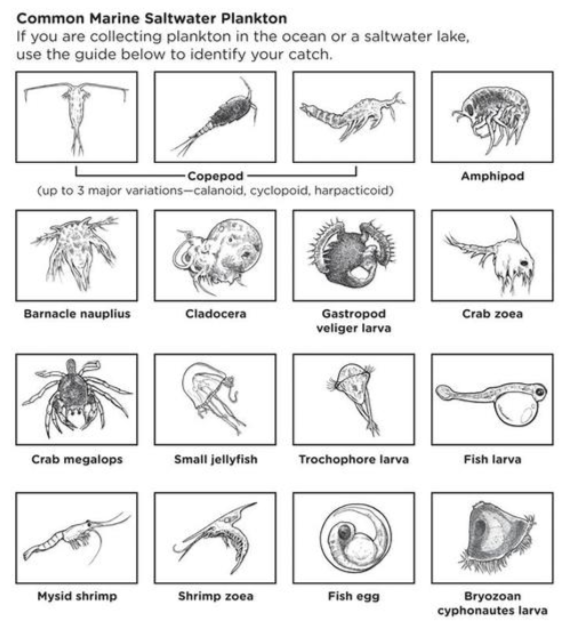 Common Marine Saltwater Plankton
If you are collecting plankton in the ocean or a saltwater lake,
use the guide below to identify your catch.
Copepod
(up to 3 major variations—calanoid, cyclopoid, harpacticoid)
Amphipod
Barnacle nauplius
Cladocera
Gastropod
veliger larva
Crab zoea
Crab megalops
Small jellyfish
Trochophore larva
Fish larva
Mysid shrimp
Shrimp zoea
Fish egg
Bryozoan
cyphonautes larva